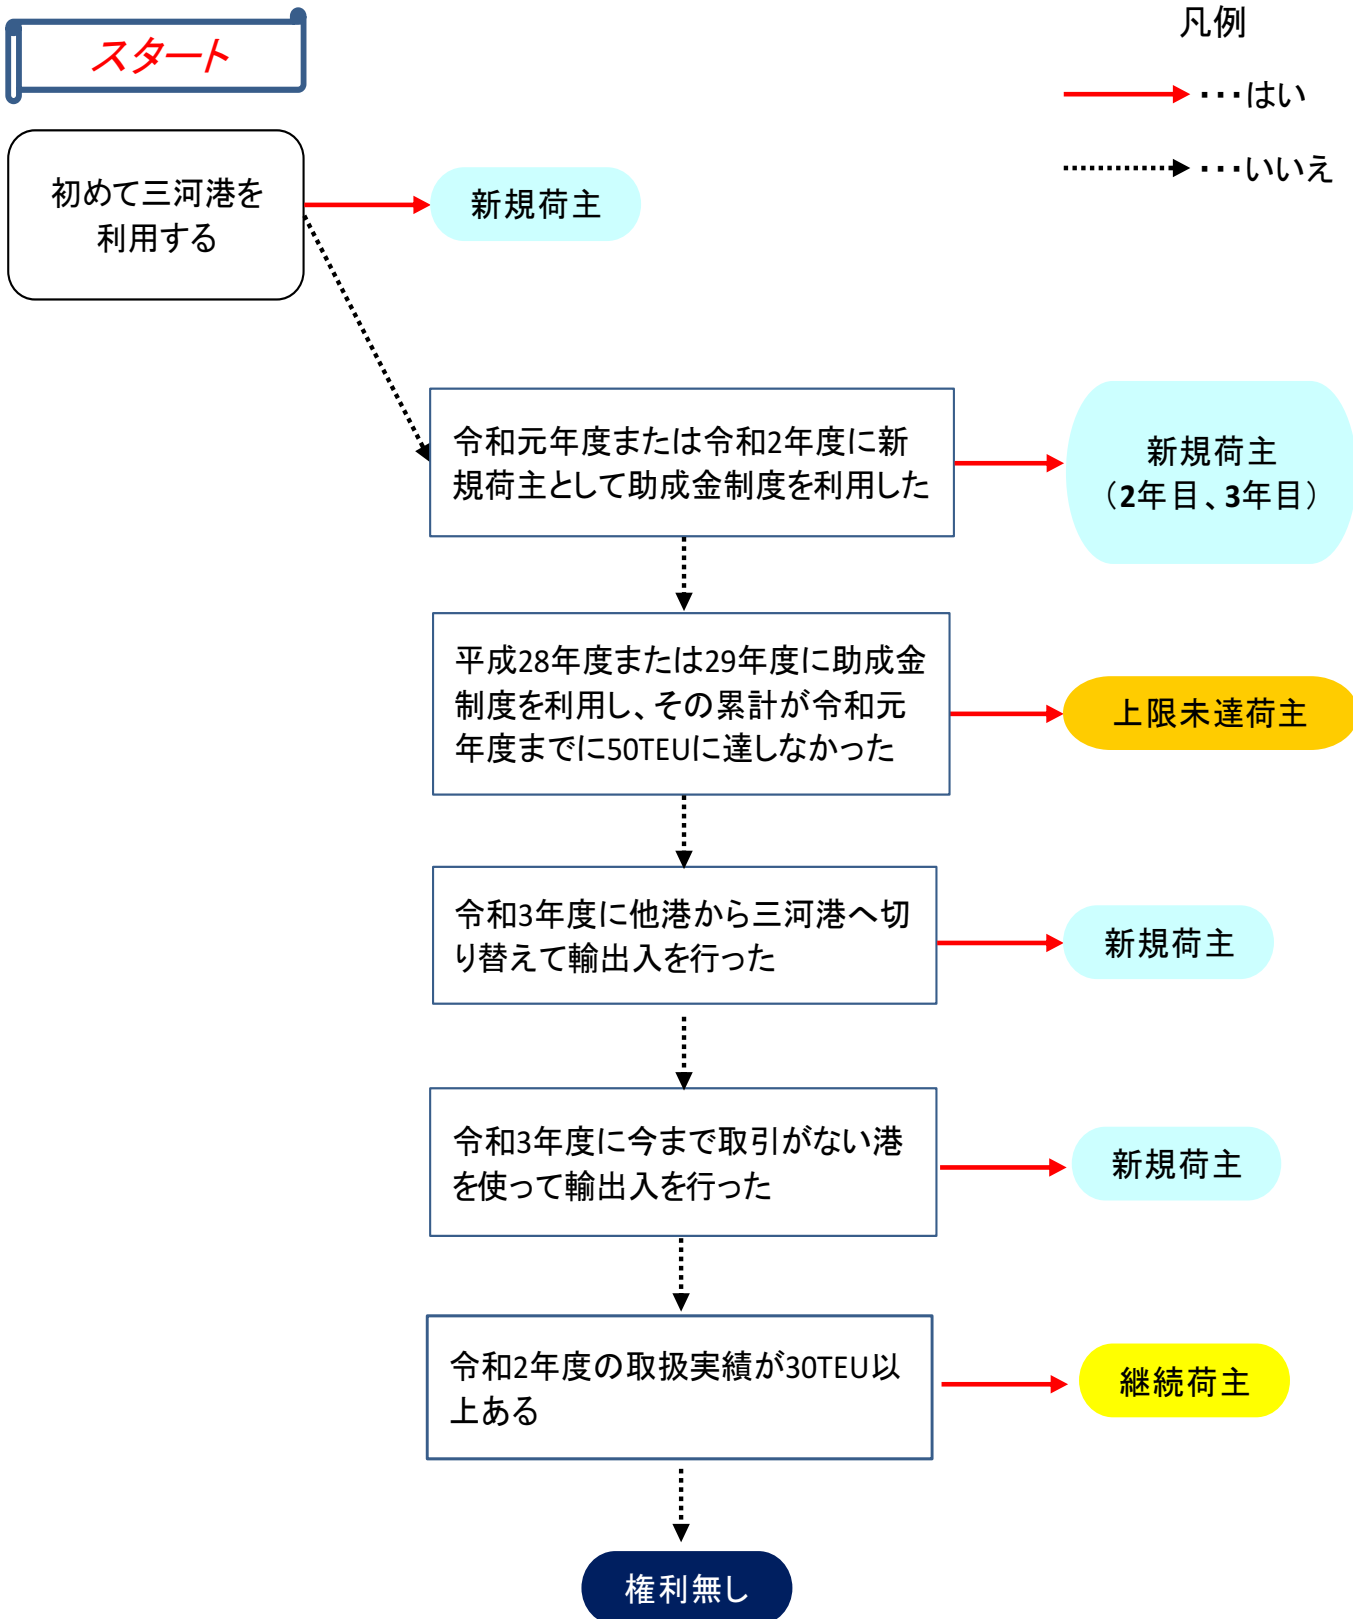 スタート
凡例
・・・はい
・・・いいえ
初めて三河港を
利用する
新規荷主
令和元年度または令和2年度に新
規荷主として助成金制度を利用した
新規荷主
（2年目、3年目）
平成28年度または29年度に助成金
制度を利用し、その累計が令和元
年度までに50TEUに達しなかった
上限未達荷主
令和3年度に他港から三河港へ切
り替えて輸出入を行った
新規荷主
令和3年度に今まで取引がない港
を使って輸出入を行った
新規荷主
令和2年度の取扱実績が30TEU以
上ある
継続荷主
権利無し